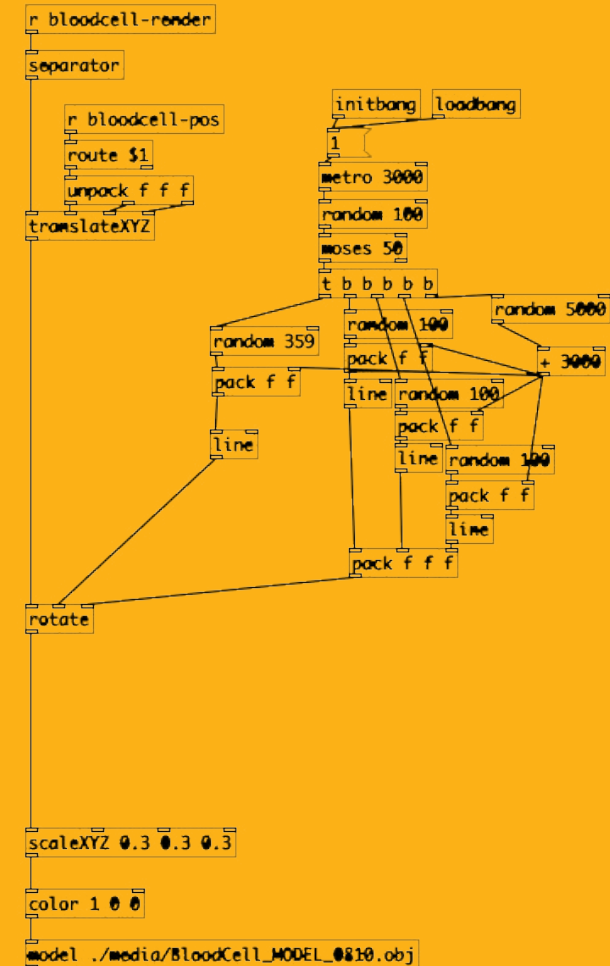 r bloodcell-render
separator
initbang
loadbang
r bloodcell-pos
1
route $1
metro 3000
unpack f f f
random 100
translateXYZ
moses 50
t b b b b b
random 5000
random 100
random 359
pack f f
+ 3000
pack f f
line
random 100
pack f f
line
line
random 100
pack f f
line
pack f f f
rotate
scaleXYZ 0.3 0.3 0.3
color 1 0 0
model ./media/BloodCell_MODEL_0810.obj